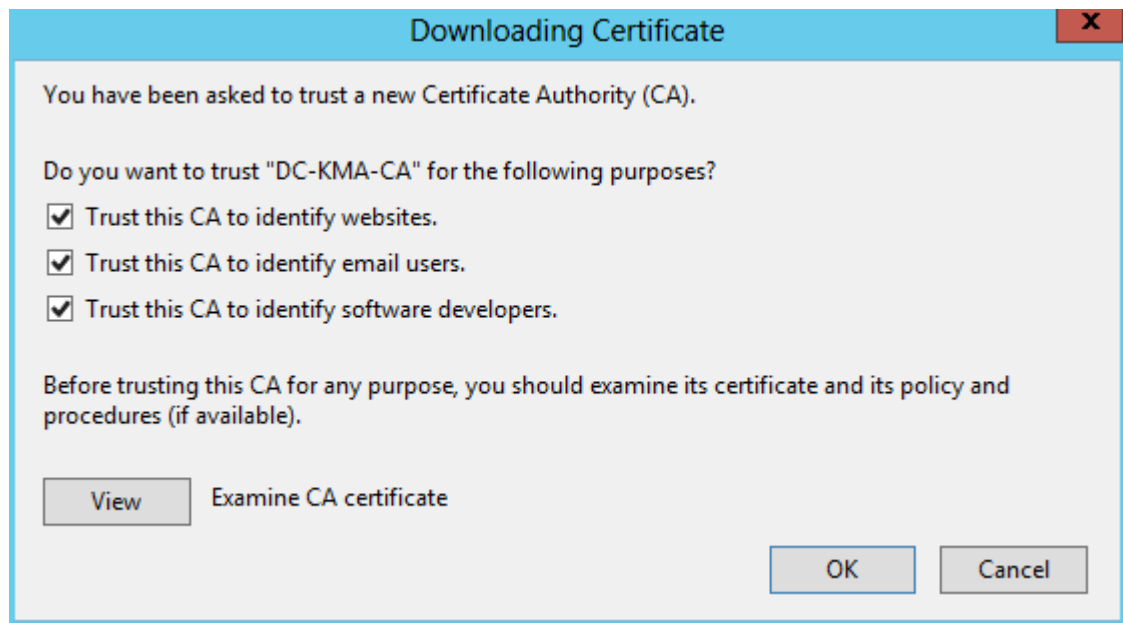 Downloading Certificate
X
You have been asked to trust a new Certificate Authority (CA).
Do you want to trust "DC-KMA-CA" for the following purposes?
Trust this CA to identify websites.
Trust this CA to identify email users.
Trust this CA to identify software developers.
Before trusting this CA for any purpose, you should examine its certificate and its policy and
procedures (if available).
View Examine CA certificate
OK Cancel